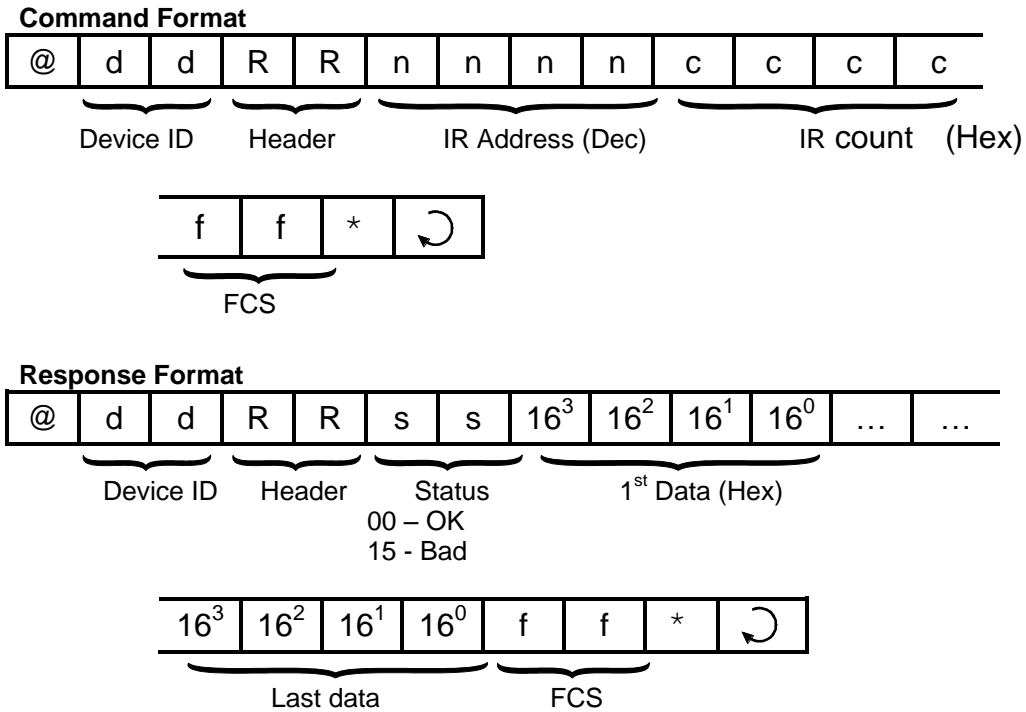 Command Format
@ d d R R n n n n c c c c
Device ID Header IR Address (Dec) IR count (Hex)
f f *
FCS
Response Format
@ d d R R s s 16³ 16² 16¹ 16⁰ … …
Device ID Header Status 1st Data (Hex)
00 – OK
15 - Bad
16³ 16² 16¹ 16⁰ f f *
Last data FCS